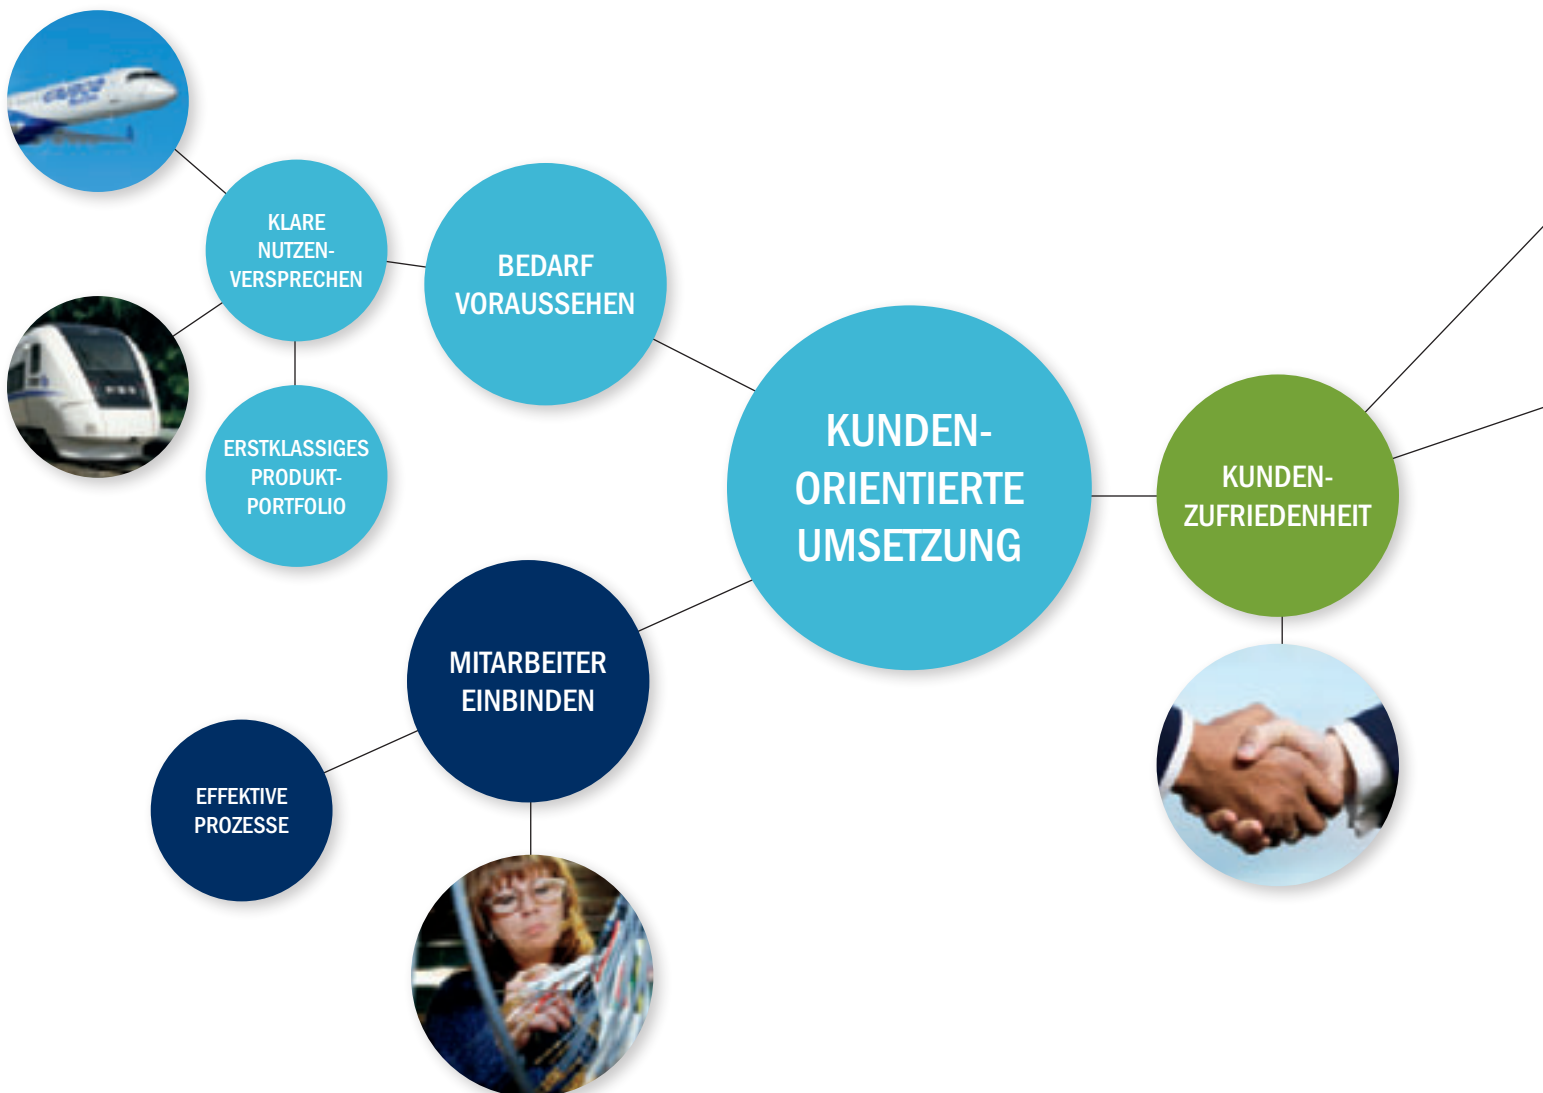 KLARE
NUTZEN-
VERSPRECHEN
BEDARF
VORAUSSEHEN
ERSTKLASSIGES
PRODUKT-
PORTFOLIO
KUNDEN-
ORIENTIERTE
UMSETZUNG
KUNDEN-
ZUFRIEDENHEIT
MITARBEITER
EINBINDEN
EFFEKTIVE
PROZESSE